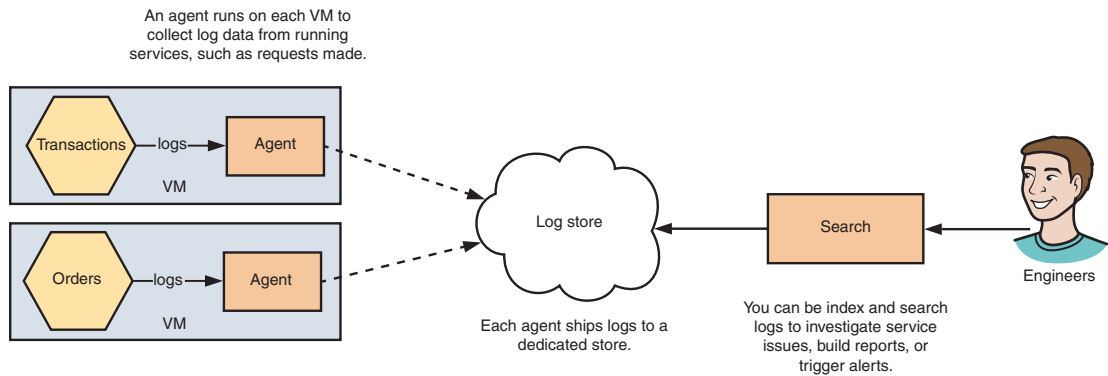 An agent runs on each VM to
collect log data from running
services, such as requests made.
Transactions
logs
Agent
VM
Orders
logs
Agent
VM
Log store
Each agent ships logs to a
dedicated store.
Search
You can be index and search
logs to investigate service
issues, build reports, or
trigger alerts.
Engineers